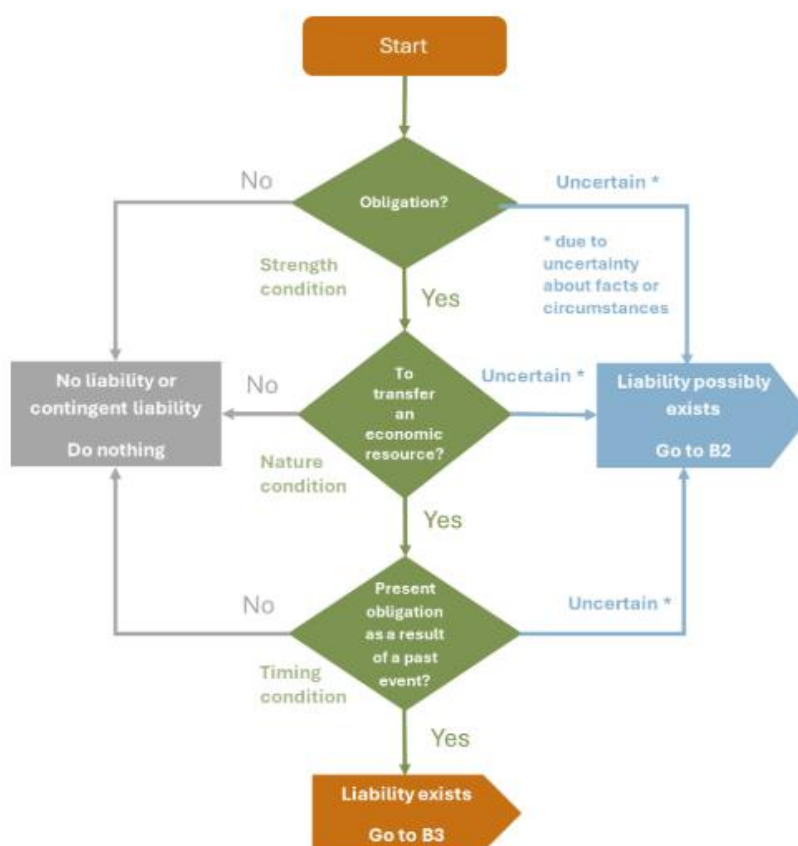 Start
No
Uncertain *
Obligation?
* due to
uncertainty
about facts or
circumstances
Strength
condition
Yes
No liability or
contingent liability
Do nothing
No
To
transfer
an
economic
resource?
Uncertain *
Liability possibly
exists
Go to B2
Nature
condition
Yes
No
Present
obligation
as a result
of a past
event?
Uncertain *
Timing
condition
Yes
Liability exists
Go to B3